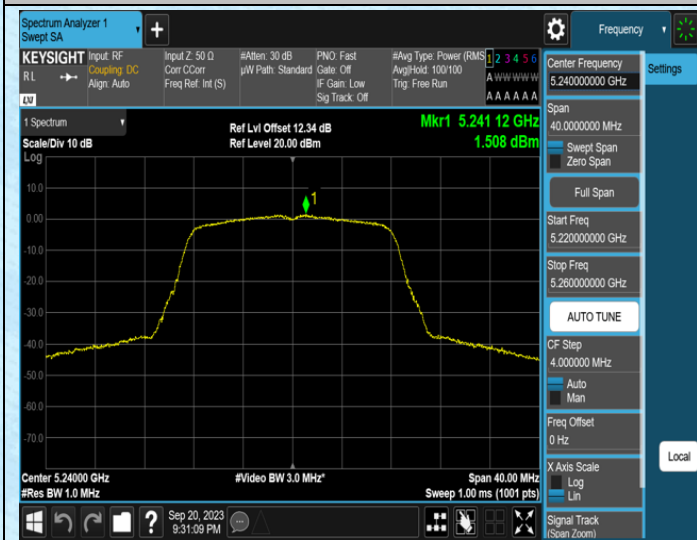 Spectrum Analyzer 1
Swept SA
+
Frequency
KEYSIGHT
Input: RF
Input Z: 50 Ω
#Atten: 30 dB
PNO: Fast
#Avg Type: Power (RMS
1 2 3 4 5 6
R L
Coupling: DC
Corr CCorr
µW Path: Standard
Gate: Off
Avg|Hold: 100/100
A W W W W W
Align: Auto
Freq Ref: Int (S)
IF Gain: Low
Trig: Free Run
Sig Track: Off
A A A A A A
LXI
1 Spectrum
Scale/Div 10 dB
Ref Lvl Offset 12.34 dB
Ref Level 20.00 dBm
Mkr1 5.241 12 GHz
1.508 dBm
Log
10.0
0.00
-10.0
-20.0
-30.0
-40.0
-50.0
-60.0
-70.0
1
Center 5.24000 GHz
#Video BW 3.0 MHz*
Span 40.00 MHz
#Res BW 1.0 MHz
Sweep 1.00 ms (1001 pts)
?
Sep 20, 2023
9:31:09 PM
Center Frequency
5.240000000 GHz
Settings
Span
40.0000000 MHz
Swept Span
Zero Span
Full Span
Start Freq
5.220000000 GHz
Stop Freq
5.260000000 GHz
AUTO TUNE
CF Step
4.000000 MHz
Auto
Man
Freq Offset
0 Hz
X Axis Scale
Log
Lin
Local
Signal Track
(Span Zoom)